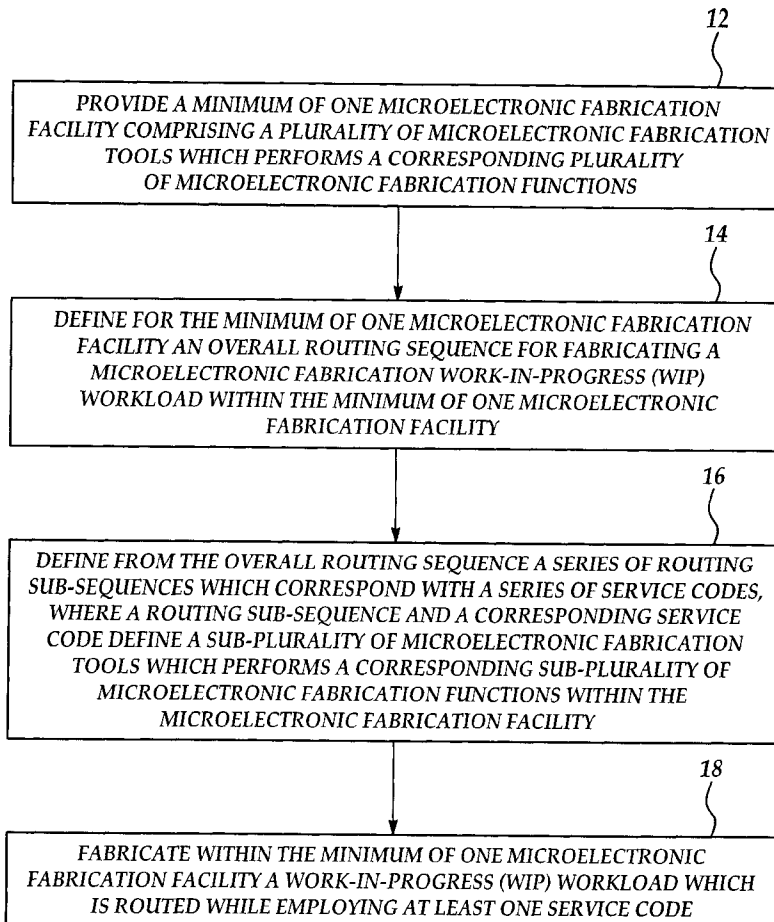 12
PROVIDE A MINIMUM OF ONE MICROELECTRONIC FABRICATION
FACILITY COMPRISING A PLURALITY OF MICROELECTRONIC FABRICATION
TOOLS WHICH PERFORMS A CORRESPONDING PLURALITY
OF MICROELECTRONIC FABRICATION FUNCTIONS
14
DEFINE FOR THE MINIMUM OF ONE MICROELECTRONIC FABRICATION
FACILITY AN OVERALL ROUTING SEQUENCE FOR FABRICATING A
MICROELECTRONIC FABRICATION WORK-IN-PROGRESS (WIP)
WORKLOAD WITHIN THE MINIMUM OF ONE MICROELECTRONIC
FABRICATION FACILITY
16
DEFINE FROM THE OVERALL ROUTING SEQUENCE A SERIES OF ROUTING
SUB-SEQUENCES WHICH CORRESPOND WITH A SERIES OF SERVICE CODES,
WHERE A ROUTING SUB-SEQUENCE AND A CORRESPONDING SERVICE
CODE DEFINE A SUB-PLURALITY OF MICROELECTRONIC FABRICATION
TOOLS WHICH PERFORMS A CORRESPONDING SUB-PLURALITY OF
MICROELECTRONIC FABRICATION FUNCTIONS WITHIN THE
MICROELECTRONIC FABRICATION FACILITY
18
FABRICATE WITHIN THE MINIMUM OF ONE MICROELECTRONIC
FABRICATION FACILITY A WORK-IN-PROGRESS (WIP) WORKLOAD WHICH
IS ROUTED WHILE EMPLOYING AT LEAST ONE SERVICE CODE